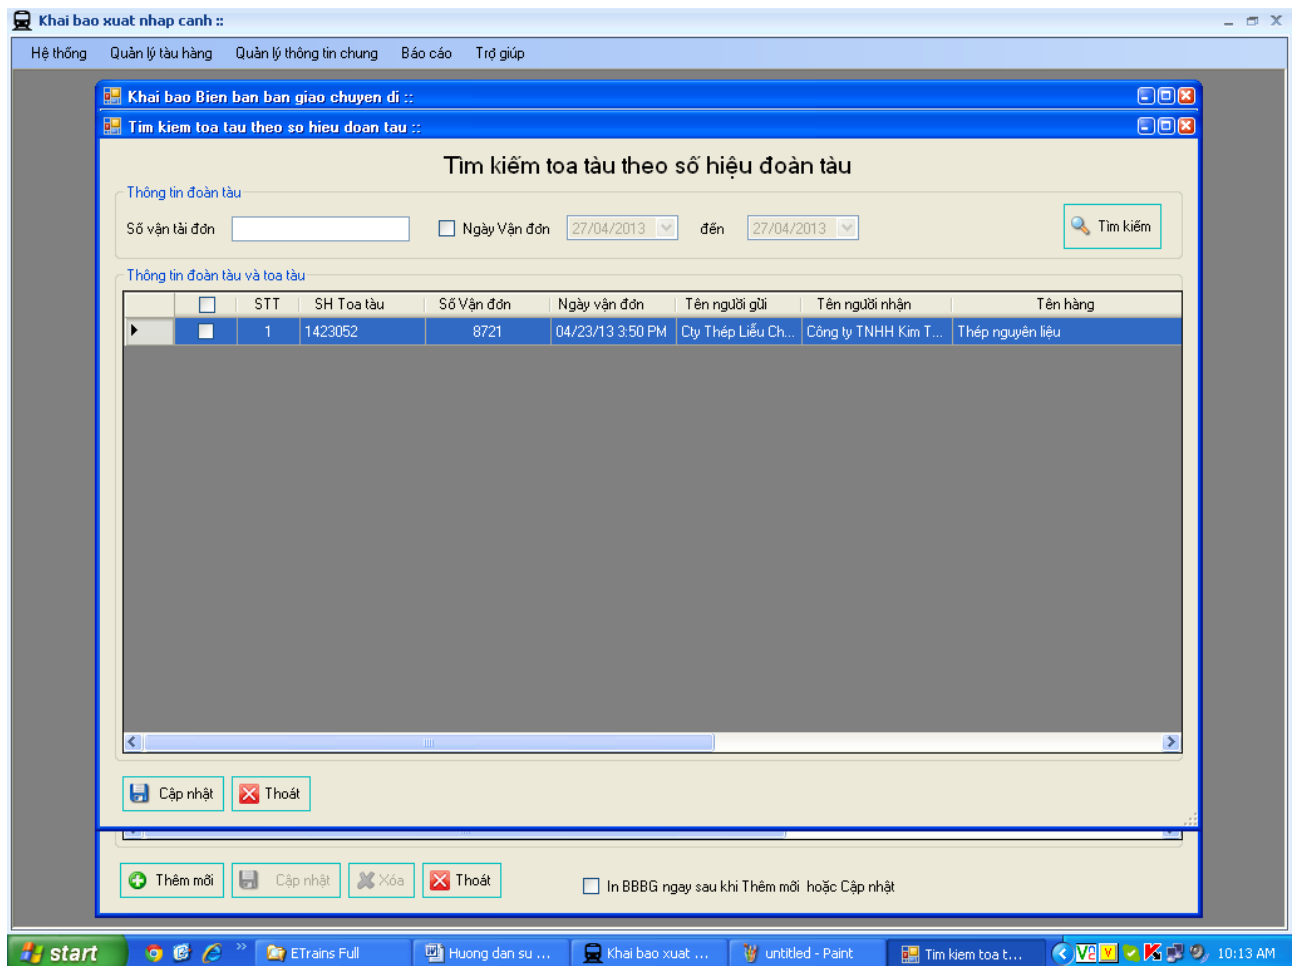 Khai bao xuat nhap canh ::
Hệ thống Quản lý tàu hàng Quản lý thông tin chung Báo cáo Trợ giúp
Khai bao Bien ban ban giao chuyen di ::
Tim kiem toa tau theo so hieu doan tau ::
Tìm kiếm toa tàu theo số hiệu đoàn tàu
Thông tin đoàn tàu
Số vận tải đơn Ngày Vận đơn 27/04/2013 đến 27/04/2013 Tìm kiếm
Thông tin đoàn tàu và toa tàu
STT SH Toa tàu Số Vận đơn Ngày vận đơn Tên người gửi Tên người nhận Tên hàng
1 1423052 8721 04/23/13 3:50 PM Cty Thép Liễu Ch... Công ty TNHH Kim T... Thép nguyên liệu
Cập nhật Thoát
Thêm mới Cập nhật Xóa Thoát In BBBG ngay sau khi Thêm mới hoặc Cập nhật
start ETrains Full Huong dan su ... Khai bao xuat ... untitled - Paint Tim kiem toa t... 10:13 AM